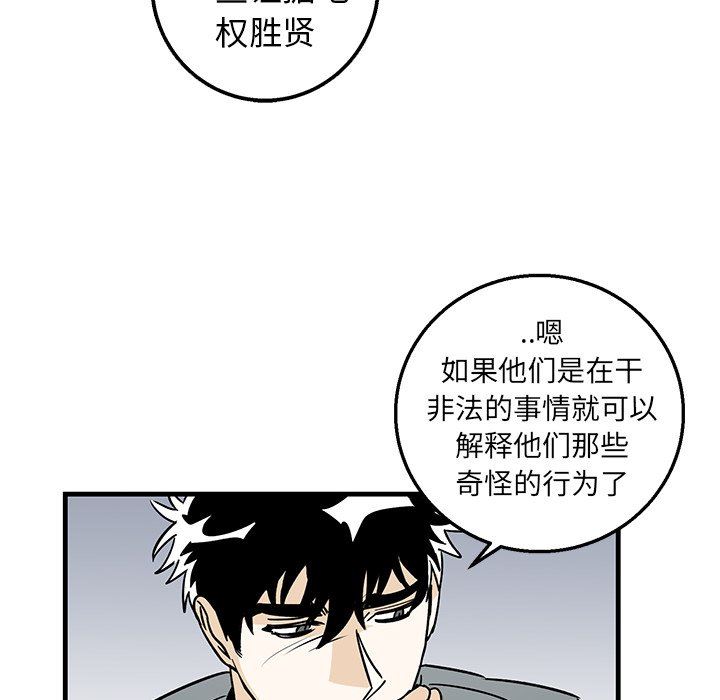 权胜贤
..嗯
如果他们是在干
非法的事情就可以
解释他们那些
奇怪的行为了